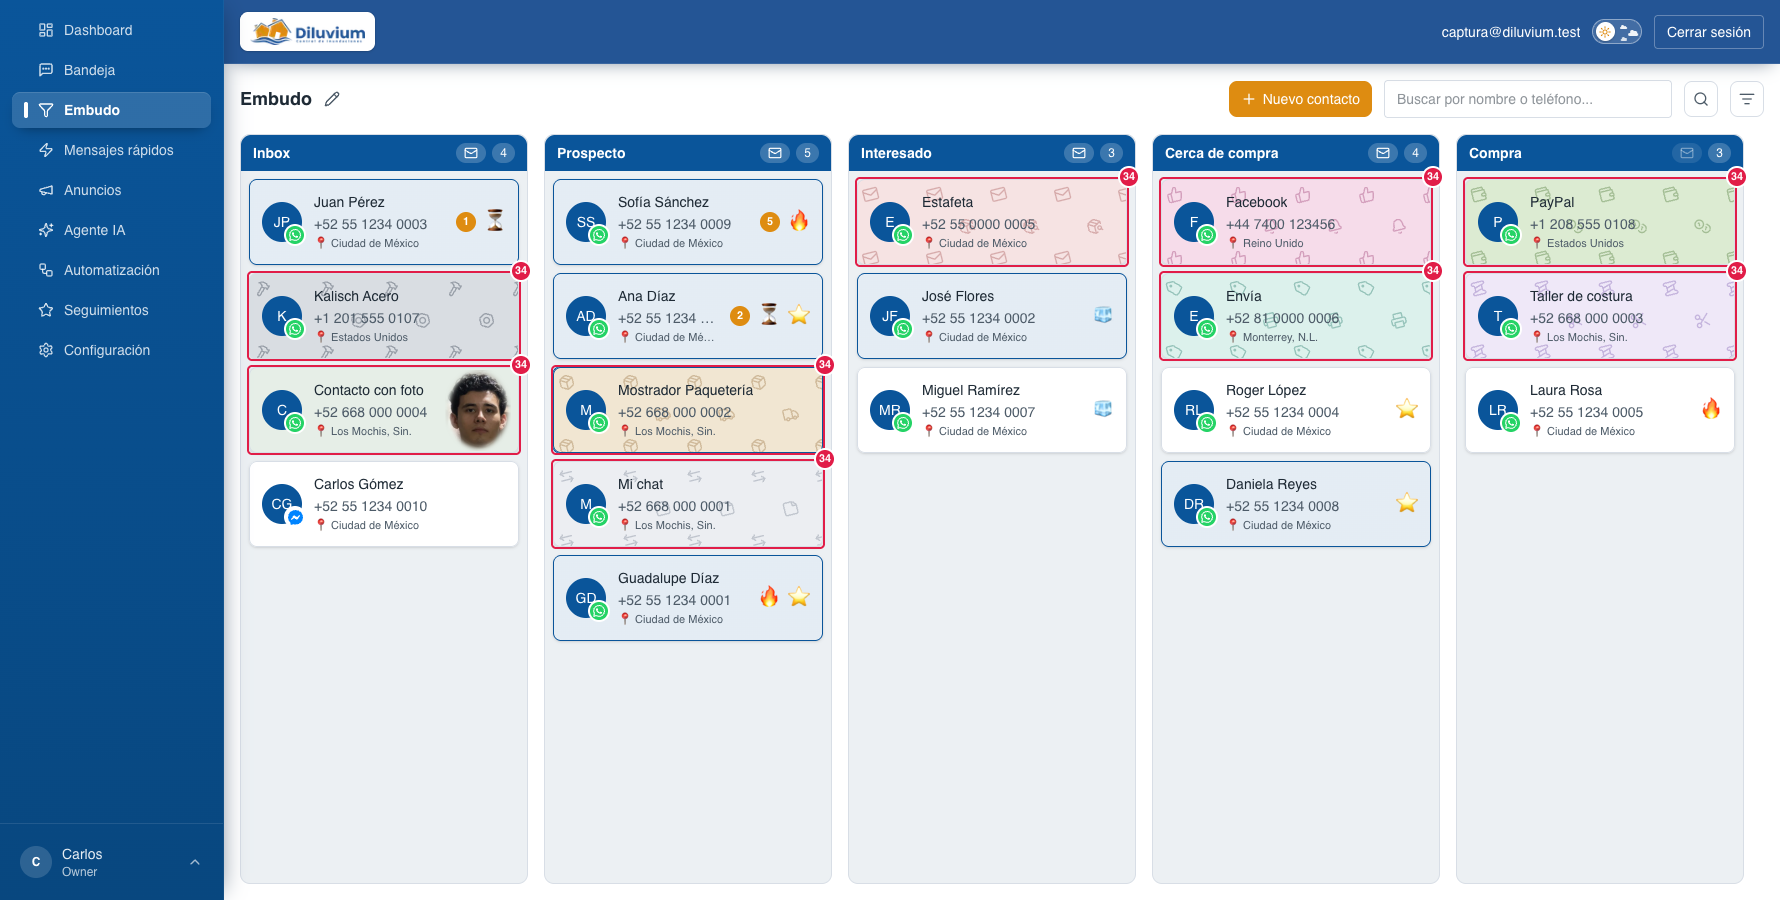 Dashboard
Bandeja
Embudo
Mensajes rápidos
Anuncios
Agente IA
Automatización
Seguimientos
Configuración
C
Carlos
Owner
Diluvium
captura@diluvium.test
Cerrar sesión
Embudo
Nuevo contacto
Buscar por nombre o teléfono...
Inbox
4
JP
Juan Pérez
+52 55 1234 0003
Ciudad de México
1
34
K
Kalisch Acero
+1 201 555 0107
Estados Unidos
34
C
Contacto con foto
+52 668 000 0004
Los Mochis, Sin.
CG
Carlos Gómez
+52 55 1234 0010
Ciudad de México
Prospecto
5
SS
Sofía Sánchez
+52 55 1234 0009
Ciudad de México
5
AD
Ana Díaz
+52 55 1234 ...
Ciudad de Mé...
2
34
M
Mostrador Paquetería
+52 668 000 0002
Los Mochis, Sin.
34
M
Mi chat
+52 668 000 0001
Los Mochis, Sin.
GD
Guadalupe Díaz
+52 55 1234 0001
Ciudad de México
Interesado
3
34
E
Estafeta
+52 55 0000 0005
Ciudad de México
JF
José Flores
+52 55 1234 0002
Ciudad de México
MR
Miguel Ramírez
+52 55 1234 0007
Ciudad de México
Cerca de compra
4
34
F
Facebook
+44 7400 123456
Reino Unido
34
E
Envía
+52 81 0000 0006
Monterrey, N.L.
RL
Roger López
+52 55 1234 0004
Ciudad de México
DR
Daniela Reyes
+52 55 1234 0008
Ciudad de México
Compra
3
34
P
PayPal
+1 208 555 0108
Estados Unidos
34
T
Taller de costura
+52 668 000 0003
Los Mochis, Sin.
LR
Laura Rosa
+52 55 1234 0005
Ciudad de México